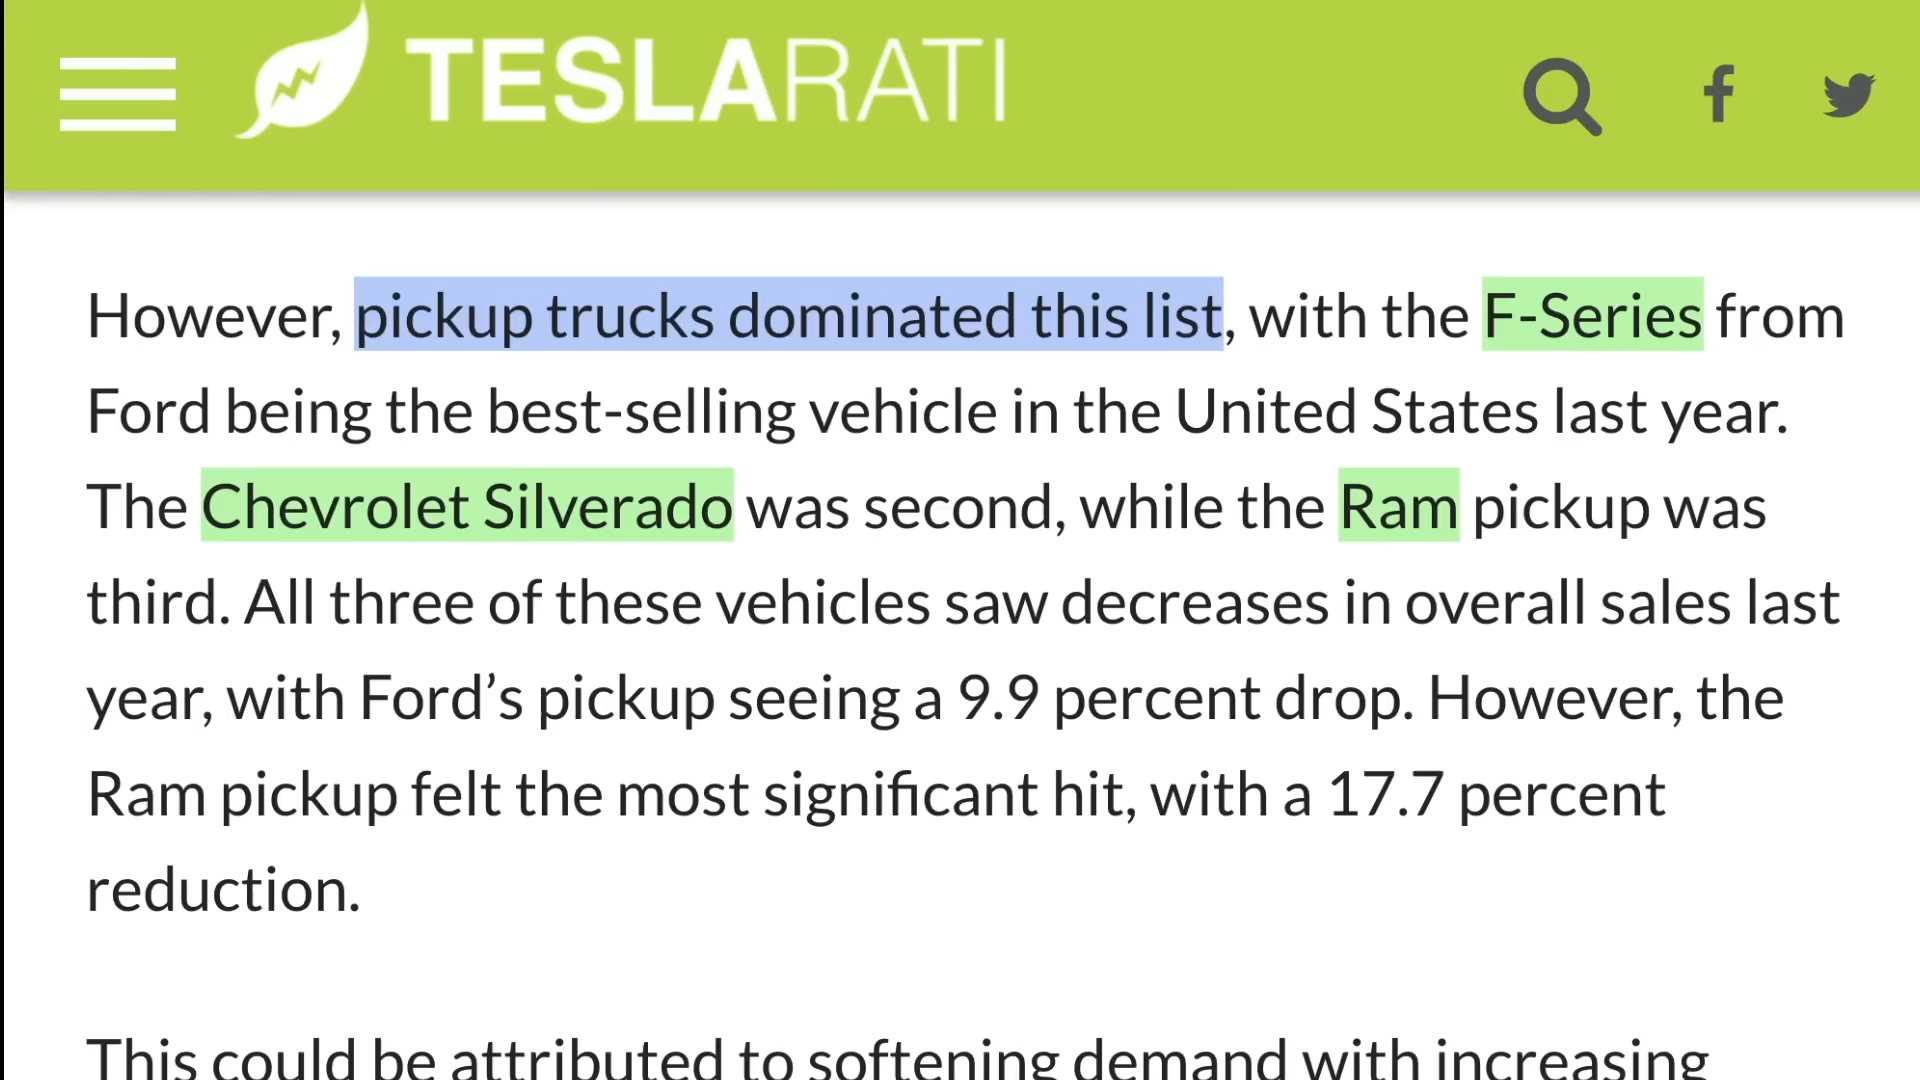 TESLARATI
However, pickup trucks dominated this list, with the F-Series from
Ford being the best-selling vehicle in the United States last year.
The Chevrolet Silverado was second, while the Ram pickup was
third. All three of these vehicles saw decreases in overall sales last
year, with Ford’s pickup seeing a 9.9 percent drop. However, the
Ram pickup felt the most significant hit, with a 17.7 percent
reduction.
This could be attributed to softening demand with increasing